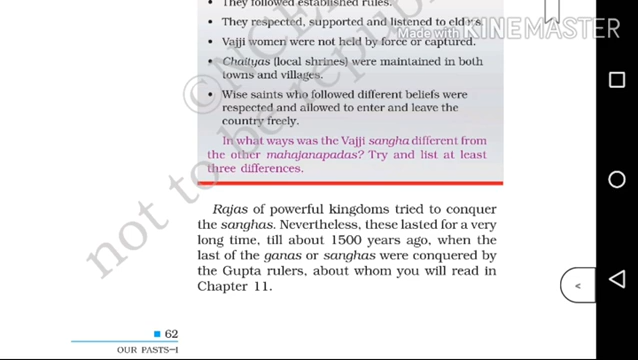 • They followed established rules.
• They respected, supported and listened to elders.
Made with KINEMASTER
• Vajji women were not held by force or captured.
• Chaityas (local shrines) were maintained in both
towns and villages.
• Wise saints who followed different beliefs were
respected and allowed to enter and leave the
country freely.
In what ways was the Vajji sangha different from
the other mahajanapadas? Try and list at least
three differences.
Rajas of powerful kingdoms tried to conquer
the sanghas. Nevertheless, these lasted for a very
long time, till about 1500 years ago, when the
last of the ganas or sanghas were conquered by
the Gupta rulers, about whom you will read in
Chapter 11.
62
OUR PASTS–I
not to be republ